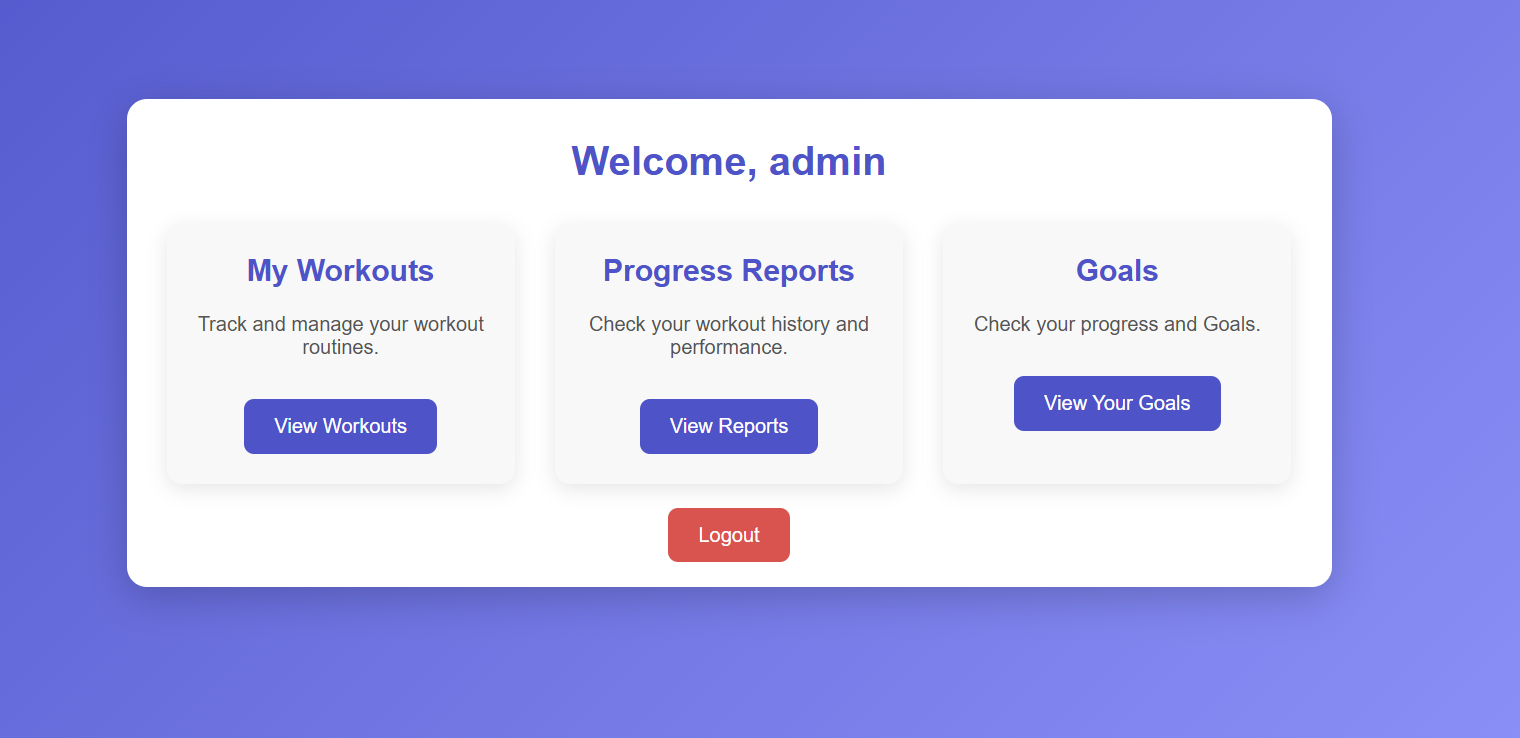 Welcome, admin
My Workouts
Track and manage your workout
routines.
View Workouts
Progress Reports
Check your workout history and
performance.
View Reports
Goals
Check your progress and Goals.
View Your Goals
Logout